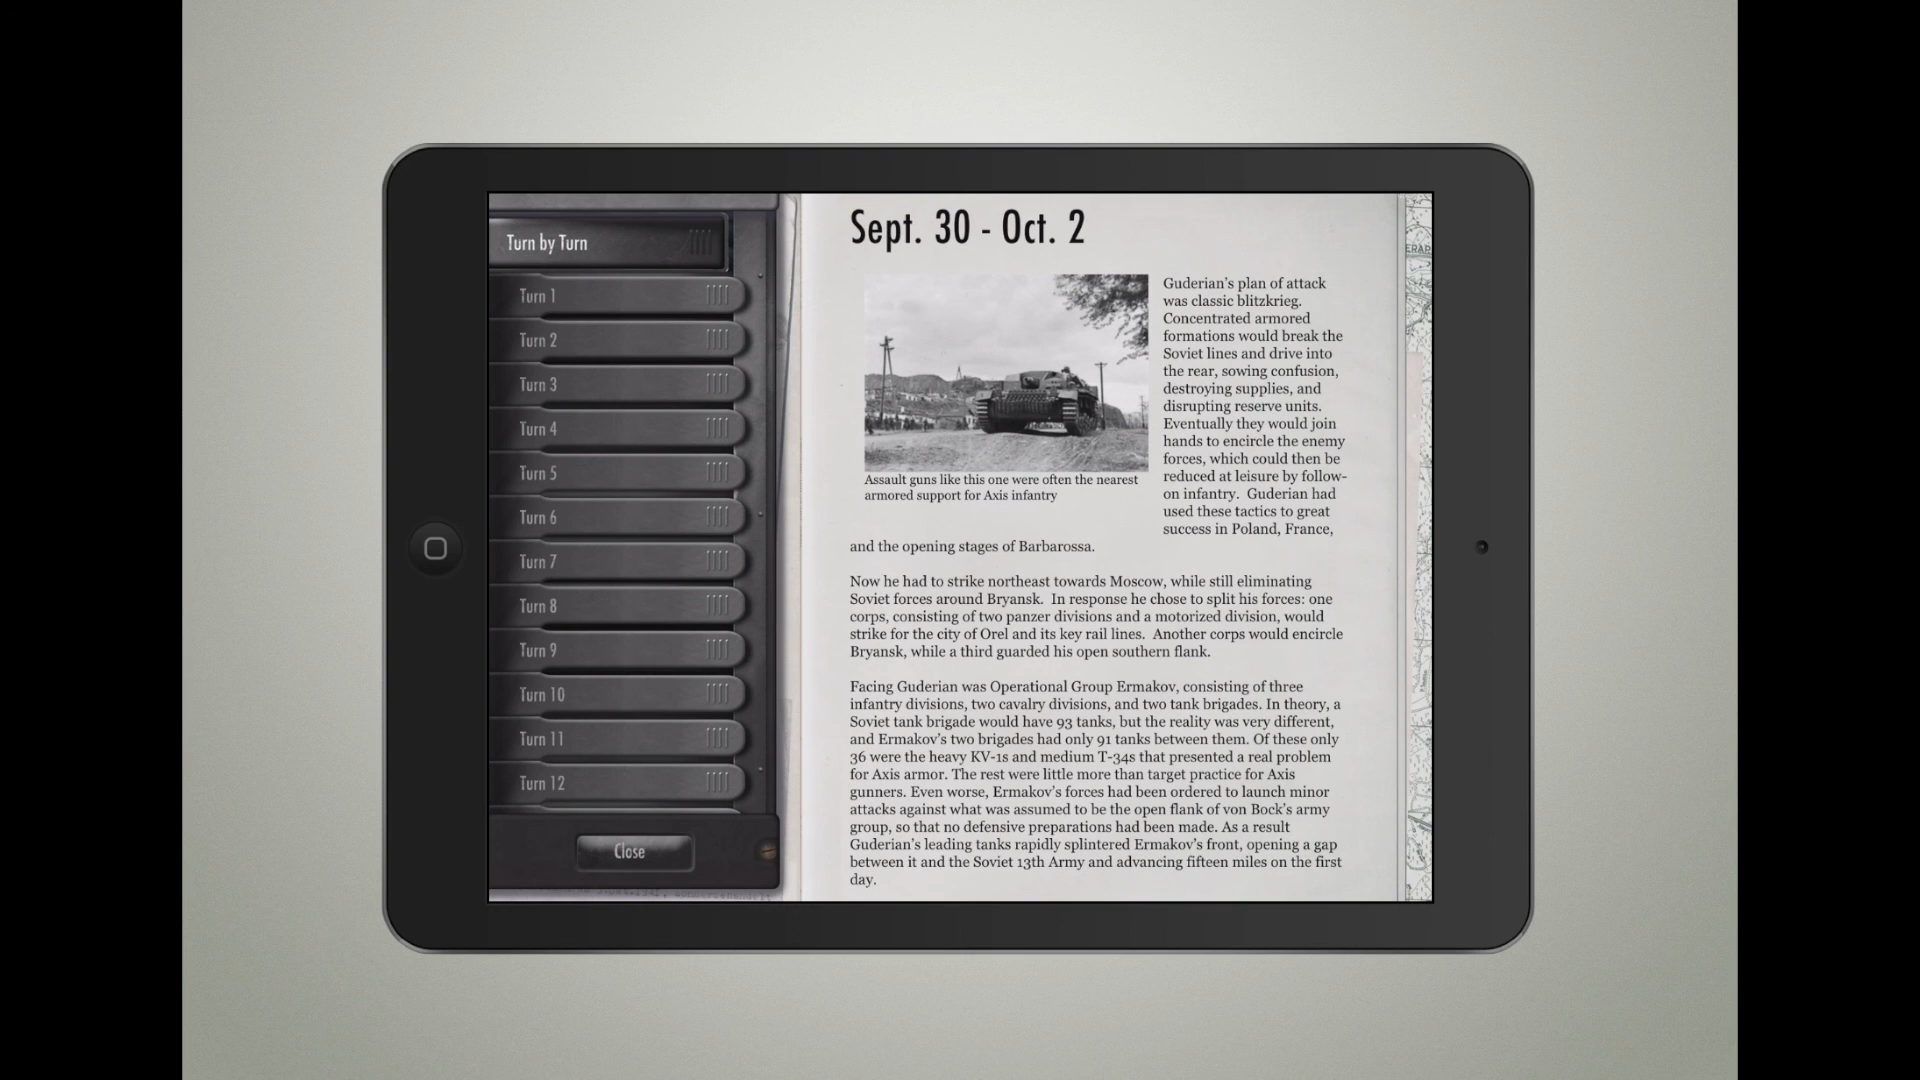 Turn by Turn
Turn 1
Turn 2
Turn 3
Turn 4
Turn 5
Turn 6
Turn 7
Turn 8
Turn 9
Turn 10
Turn 11
Turn 12
Close
Sept. 30 - Oct. 2
Assault guns like this one were often the nearest
armored support for Axis infantry
Guderian's plan of attack
was classic blitzkrieg.
Concentrated armored
formations would break the
Soviet lines and drive into
the rear, sowing confusion,
destroying supplies, and
disrupting reserve units.
Eventually they would join
hands to encircle the enemy
forces, which could then be
reduced at leisure by follow-
on infantry.  Guderian had
used these tactics to great
success in Poland, France,
and the opening stages of Barbarossa.
Now he had to strike northeast towards Moscow, while still eliminating
Soviet forces around Bryansk.  In response he chose to split his forces: one
corps, consisting of two panzer divisions and a motorized division, would
strike for the city of Orel and its key rail lines.  Another corps would encircle
Bryansk, while a third guarded his open southern flank.
Facing Guderian was Operational Group Ermakov, consisting of three
infantry divisions, two cavalry divisions, and two tank brigades. In theory, a
Soviet tank brigade would have 93 tanks, but the reality was very different,
and Ermakov's two brigades had only 91 tanks between them. Of these only
36 were the heavy KV-1s and medium T-34s that presented a real problem
for Axis armor. The rest were little more than target practice for Axis
gunners. Even worse, Ermakov's forces had been ordered to launch minor
attacks against what was assumed to be the open flank of von Bock's army
group, so that no defensive preparations had been made. As a result
Guderian's leading tanks rapidly splintered Ermakov's front, opening a gap
between it and the Soviet 13th Army and advancing fifteen miles on the first
day.